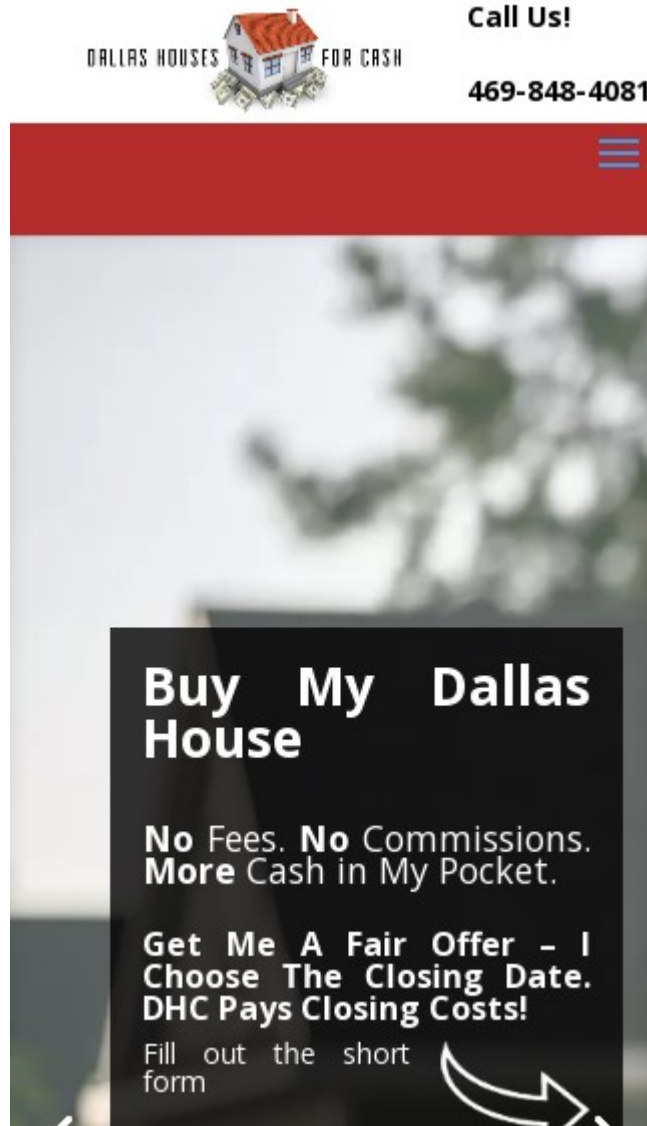 Call Us!
DALLAS HOUSES FOR CASH
469-848-4081
Buy My Dallas
House
No Fees. No Commissions.
More Cash in My Pocket.
Get Me A Fair Offer – I
Choose The Closing Date.
DHC Pays Closing Costs!
Fill out the short
form